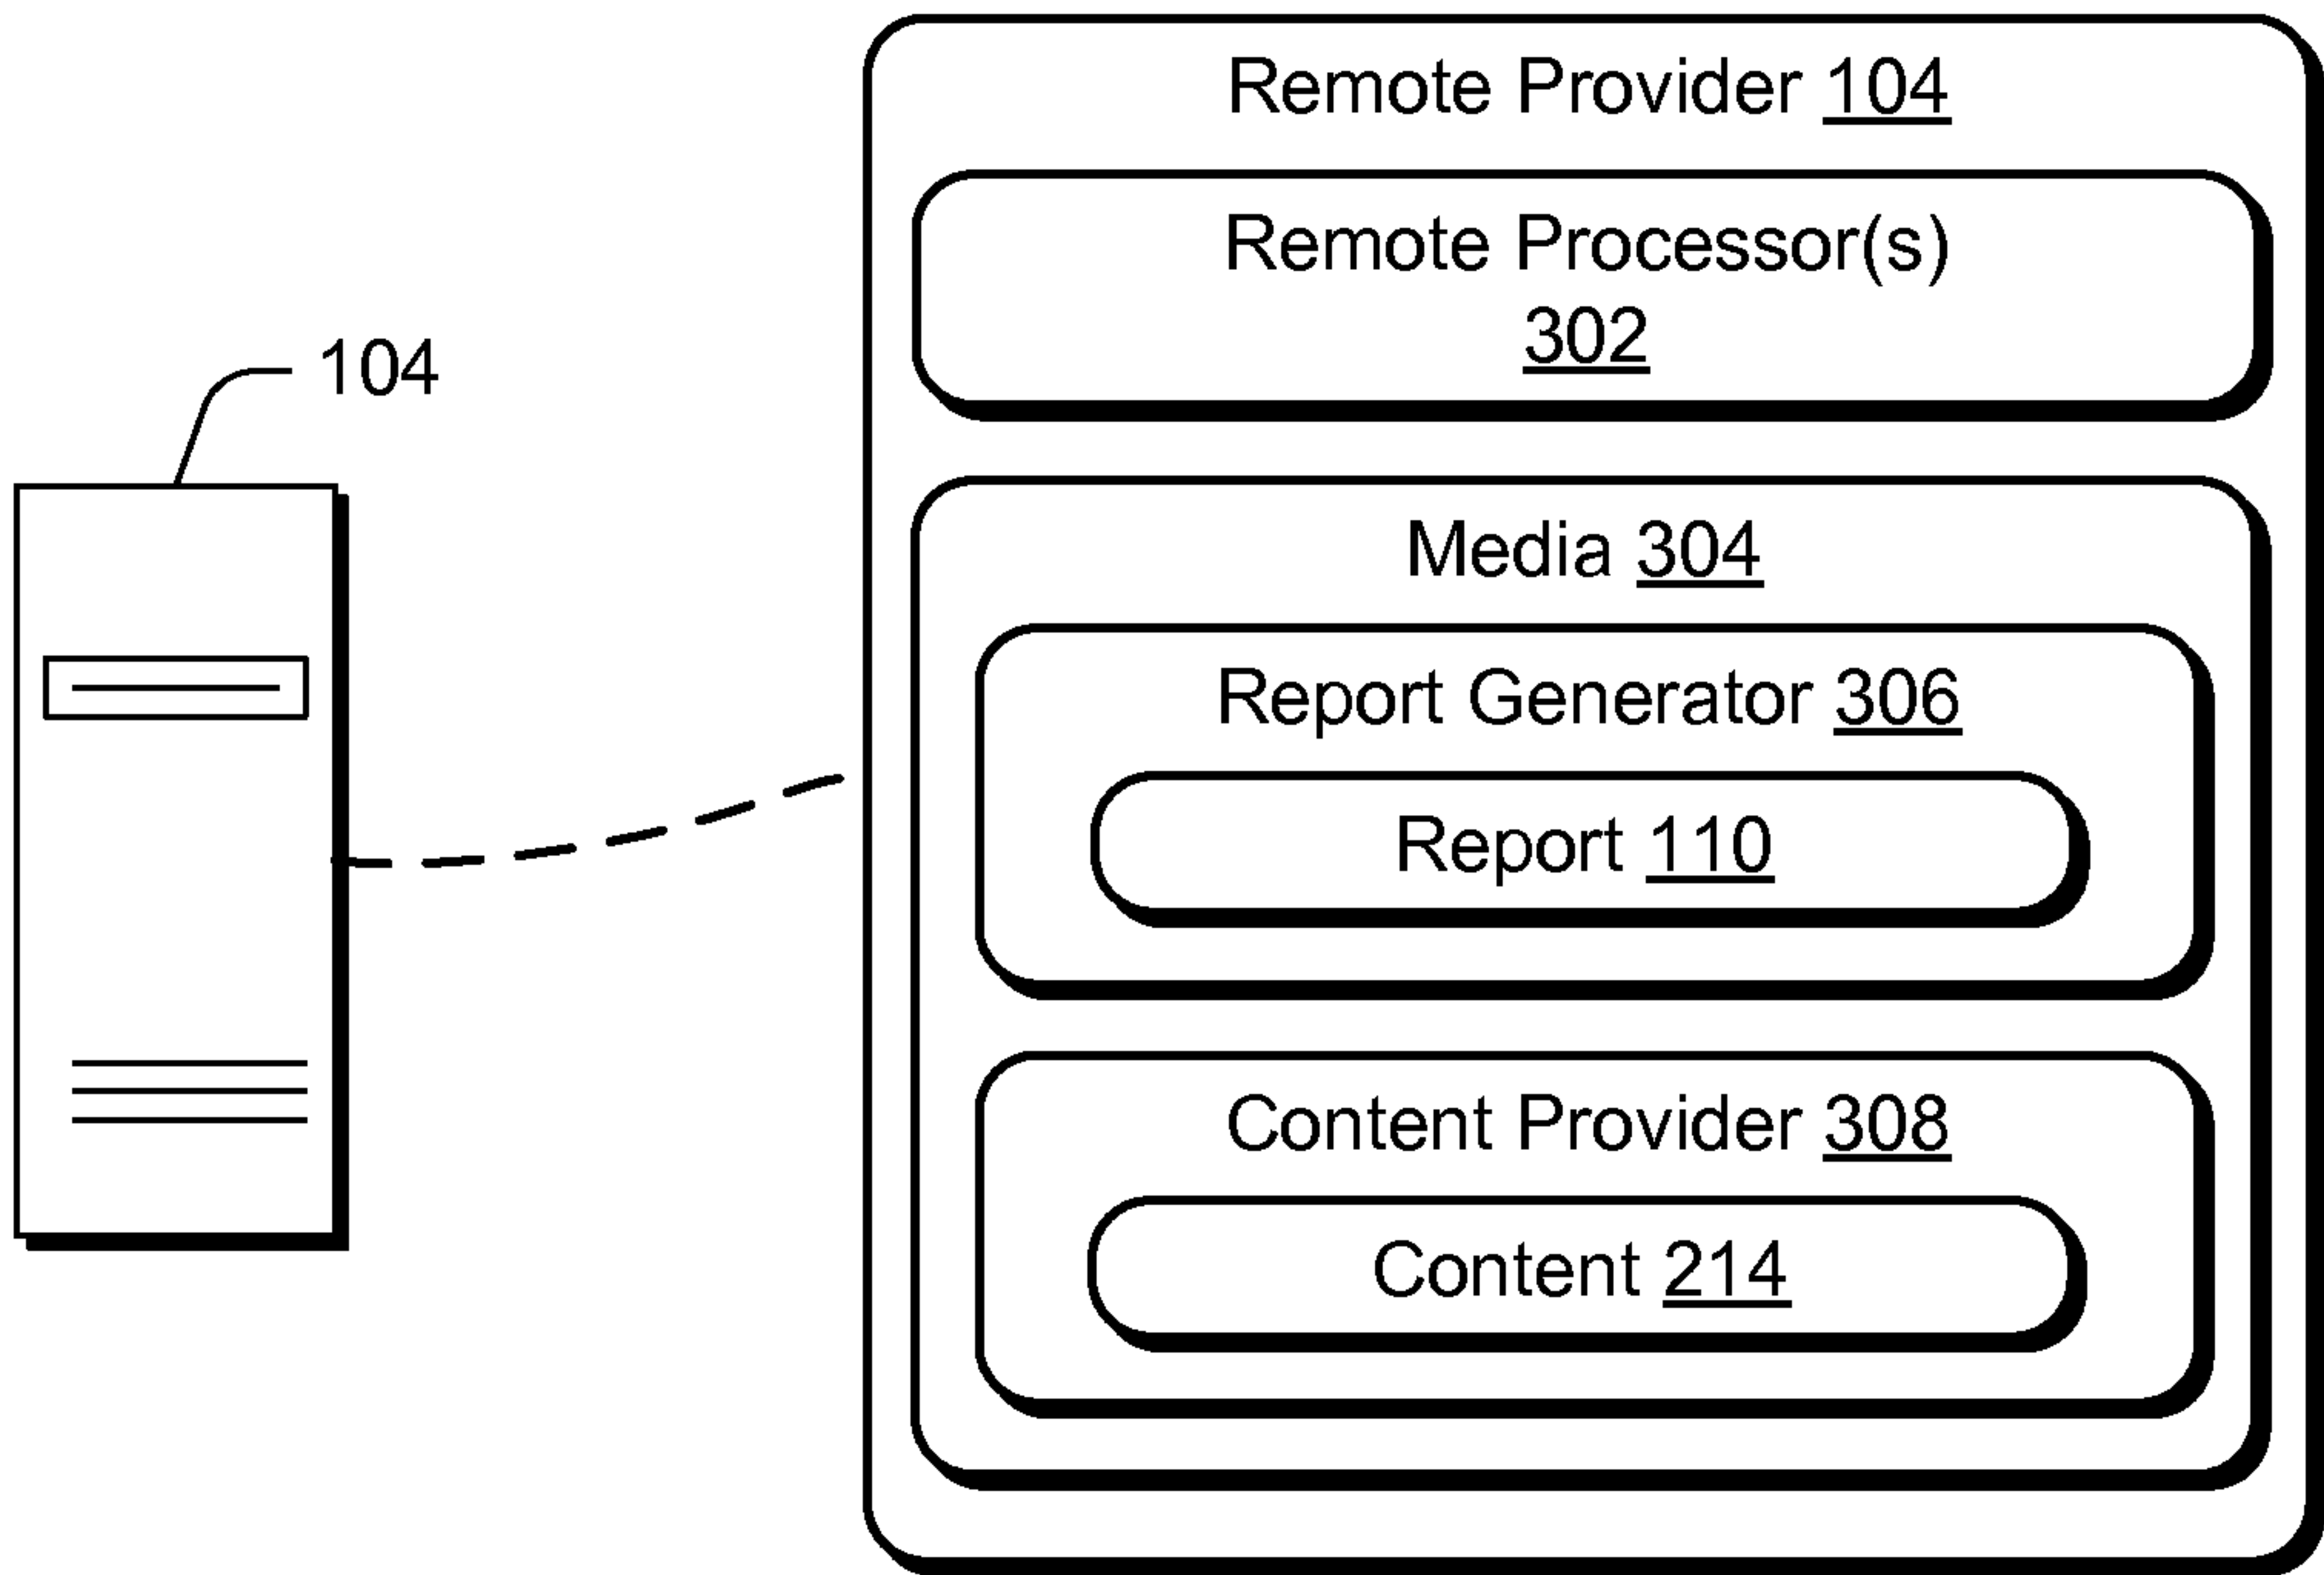 104
Remote Provider 104
Remote Processor(s)
302
Media 304
Report Generator 306
Report 110
Content Provider 308
Content 214